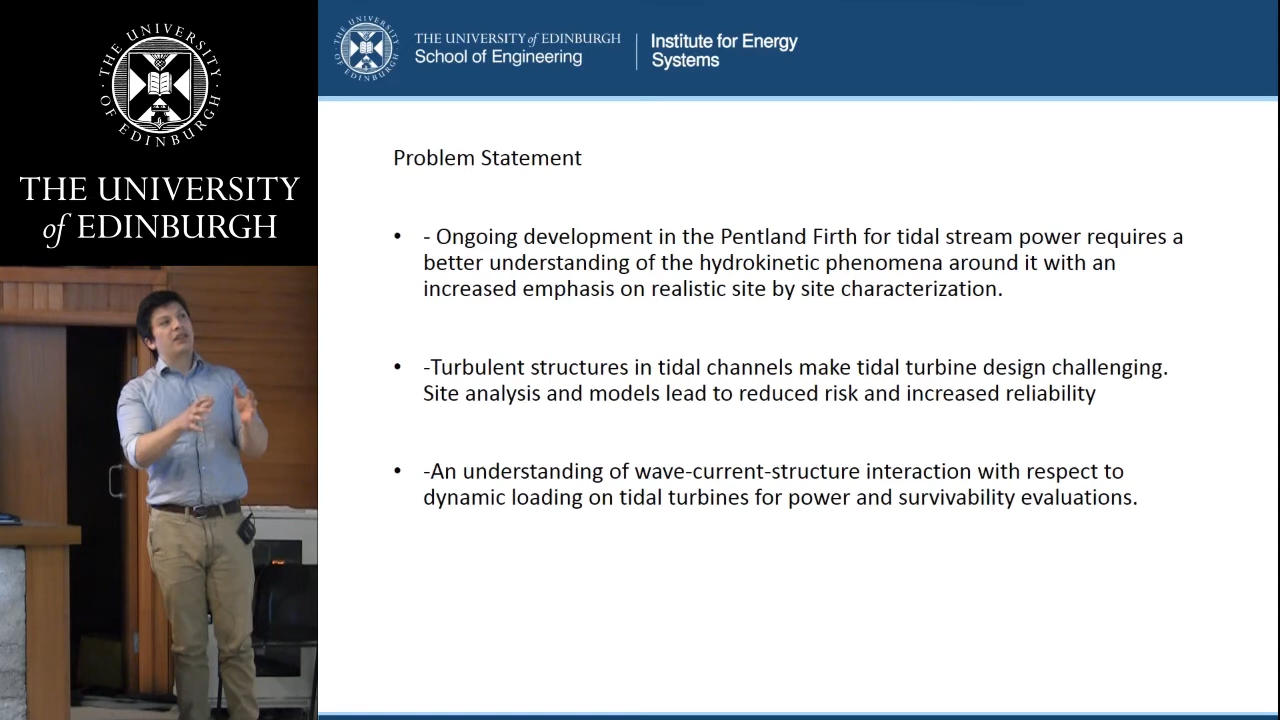 THE UNIVERSITY
OF EDINBURGH
THE UNIVERSITY
of EDINBURGH
THE UNIVERSITY of EDINBURGH
School of Engineering
Institute for Energy
Systems
Problem Statement
• - Ongoing development in the Pentland Firth for tidal stream power requires a
better understanding of the hydrokinetic phenomena around it with an
increased emphasis on realistic site by site characterization.
• -Turbulent structures in tidal channels make tidal turbine design challenging.
Site analysis and models lead to reduced risk and increased reliability
• -An understanding of wave-current-structure interaction with respect to
dynamic loading on tidal turbines for power and survivability evaluations.